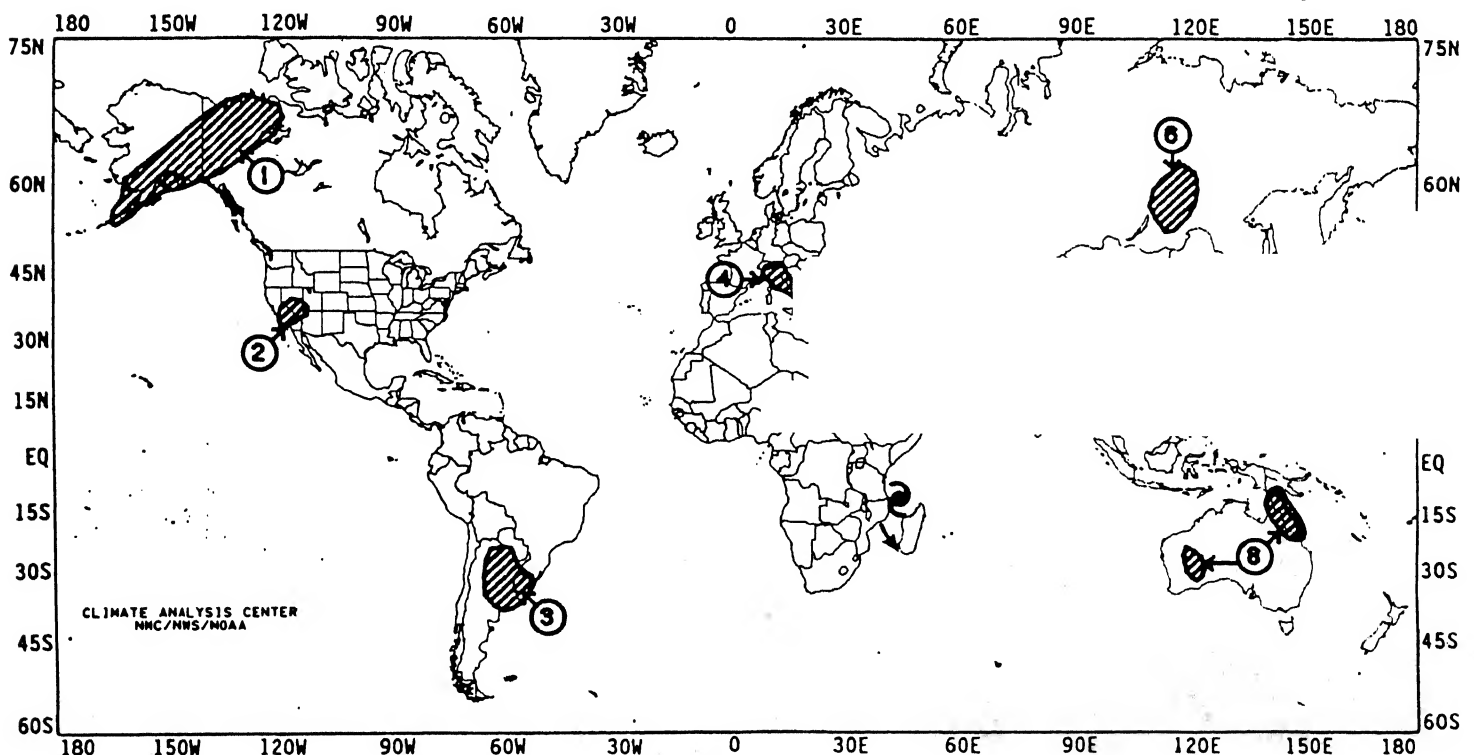 180 150W 120W 90W 60W 30W 0 30E 60E 90E 120E 150E 180
75N 75N
6
60N 60N
1
45N 45N
4
30N 30N
2
15N 15N
EQ EQ
15S 15S
8
30S 30S
CLIMATE ANALYSIS CENTER
NMC/NWS/NOAA
3
45S 45S
60S 60S
180 150W 120W 90W 60W 30W 0 30E 60E 90E 120E 150E 180